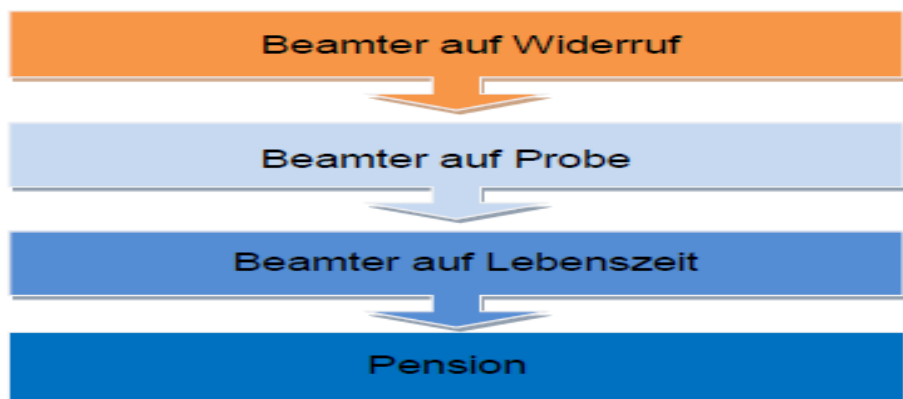 Beamter auf Widerruf
Beamter auf Probe
Beamter auf Lebenszeit
Pension